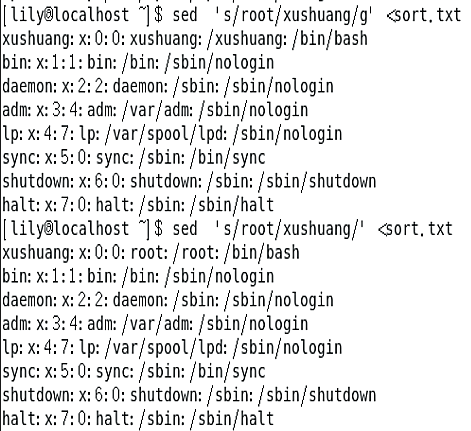 [lily@localhost ~]$ sed  's/root/xushuang/g' <sort.txt
xushuang:x:0:0:xushuang:/xushuang:/bin/bash
bin:x:1:1:bin:/bin:/sbin/nologin
daemon:x:2:2:daemon:/sbin:/sbin/nologin
adm:x:3:4:adm:/var/adm:/sbin/nologin
lp:x:4:7:lp:/var/spool/lpd:/sbin/nologin
sync:x:5:0:sync:/sbin:/bin/sync
shutdown:x:6:0:shutdown:/sbin:/sbin/shutdown
halt:x:7:0:halt:/sbin:/sbin/halt
[lily@localhost ~]$ sed  's/root/xushuang/' <sort.txt
xushuang:x:0:0:root:/root:/bin/bash
bin:x:1:1:bin:/bin:/sbin/nologin
daemon:x:2:2:daemon:/sbin:/sbin/nologin
adm:x:3:4:adm:/var/adm:/sbin/nologin
lp:x:4:7:lp:/var/spool/lpd:/sbin/nologin
sync:x:5:0:sync:/sbin:/bin/sync
shutdown:x:6:0:shutdown:/sbin:/sbin/shutdown
halt:x:7:0:halt:/sbin:/sbin/halt